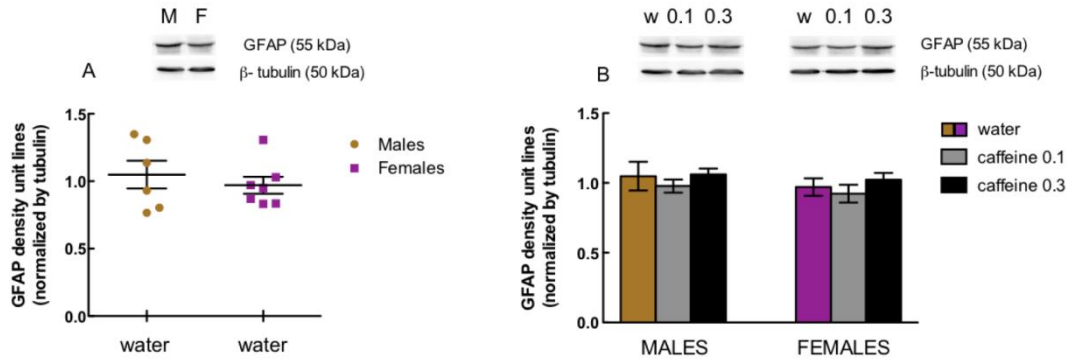 M F
GFAP (55 kDa)
β- tubulin (50 kDa)
A
GFAP density unit lines
(normalized by tubulin)
1.5
1.0
0.5
0.0
water water
Males
Females
w 0.1 0.3 w 0.1 0.3
GFAP (55 kDa)
β-tubulin (50 kDa)
B
GFAP density unit lines
(normalized by tubulin)
1.5
1.0
0.5
0.0
MALES FEMALES
water
caffeine 0.1
caffeine 0.3